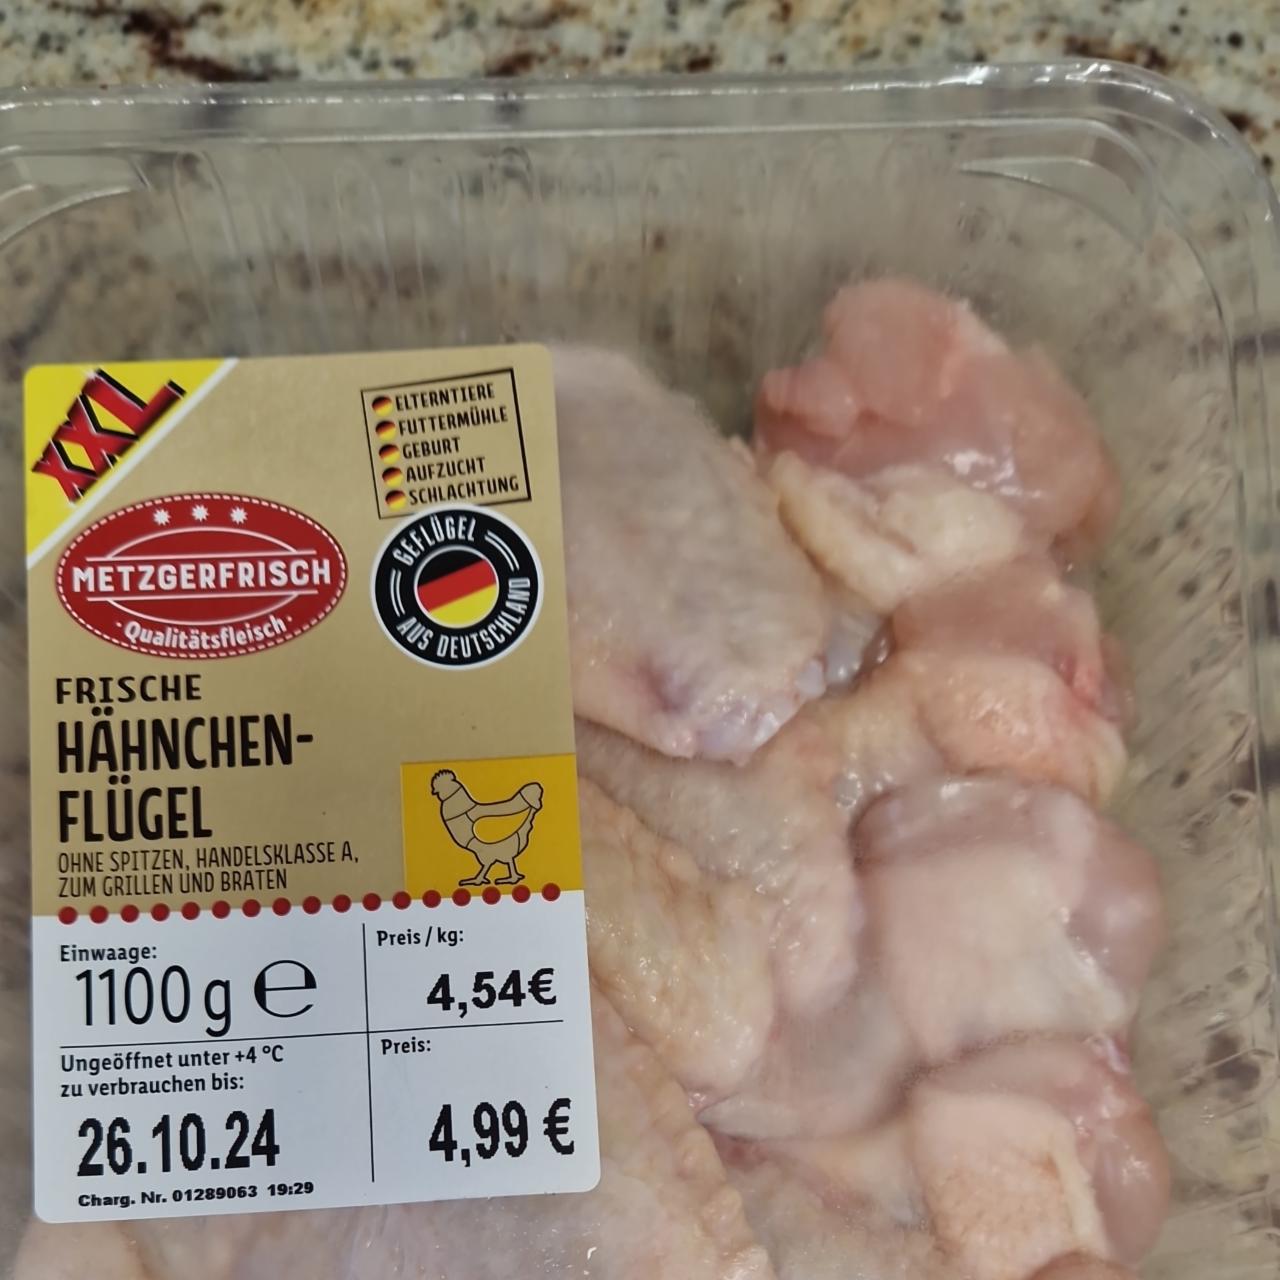 XXL
ELTERNTIERE
FUTTERMÜHLE
GEBURT
AUFZUCHT
SCHLACHTUNG
METZGERFRISCH
Qualitätsfleisch
GEFLÜGEL
AUS DEUTSCHLAND
FRISCHE
HÄHNCHEN-
FLÜGEL
OHNE SPITZEN, HANDELSKLASSE A,
ZUM GRILLEN UND BRATEN
Einwaage:
1100 g ℮
Preis / kg:
4,54€
Ungeöffnet unter +4 °C
zu verbrauchen bis:
26.10.24
Charg. Nr. 01289063 19:29
Preis:
4,99 €